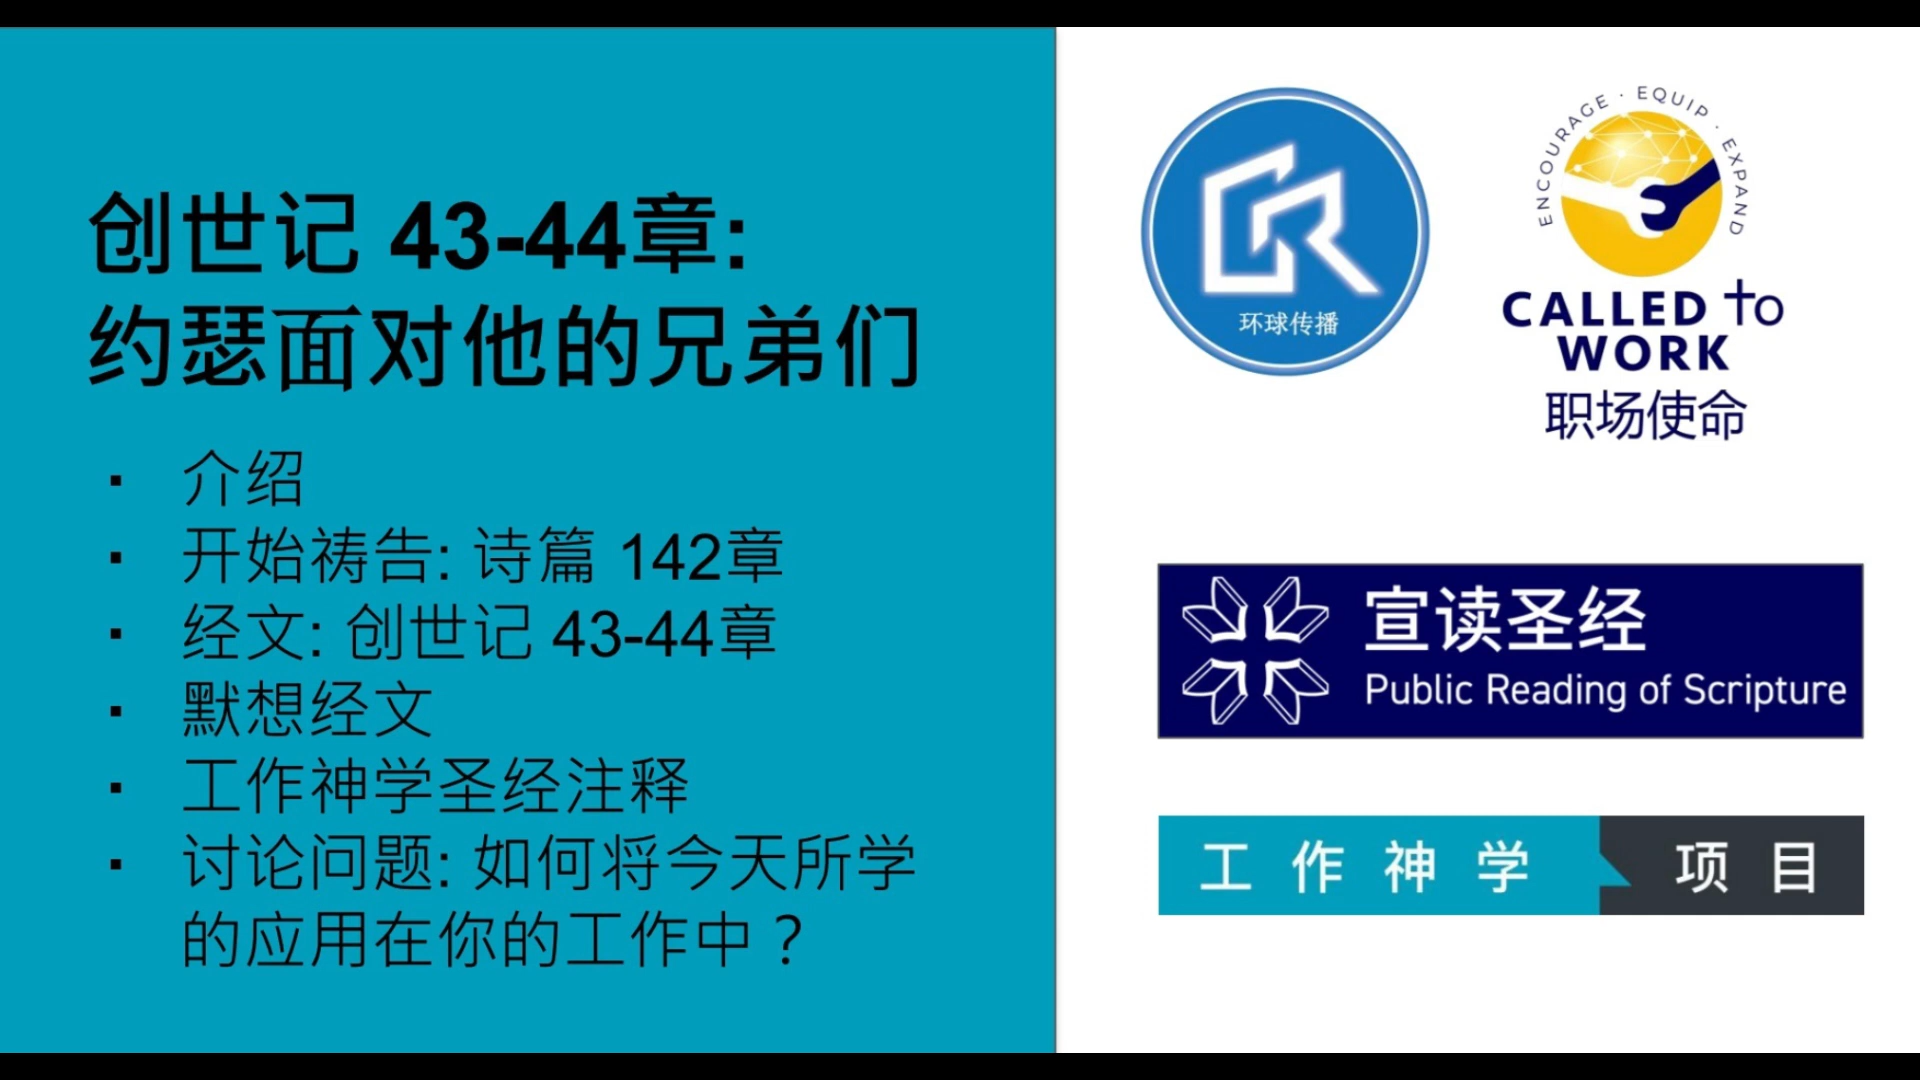 创世记 43-44章:
约瑟面对他的兄弟们
▪ 介绍
▪ 开始祷告: 诗篇 142章
▪ 经文: 创世记 43-44章
▪ 默想经文
▪ 工作神学圣经注释
▪ 讨论问题: 如何将今天所学
的应用在你的工作中？
环球传播
ENCOURAGE · EQUIP · EXPAND
CALLED to
WORK
职场使命
宣读圣经
Public Reading of Scripture
工作神学 项目